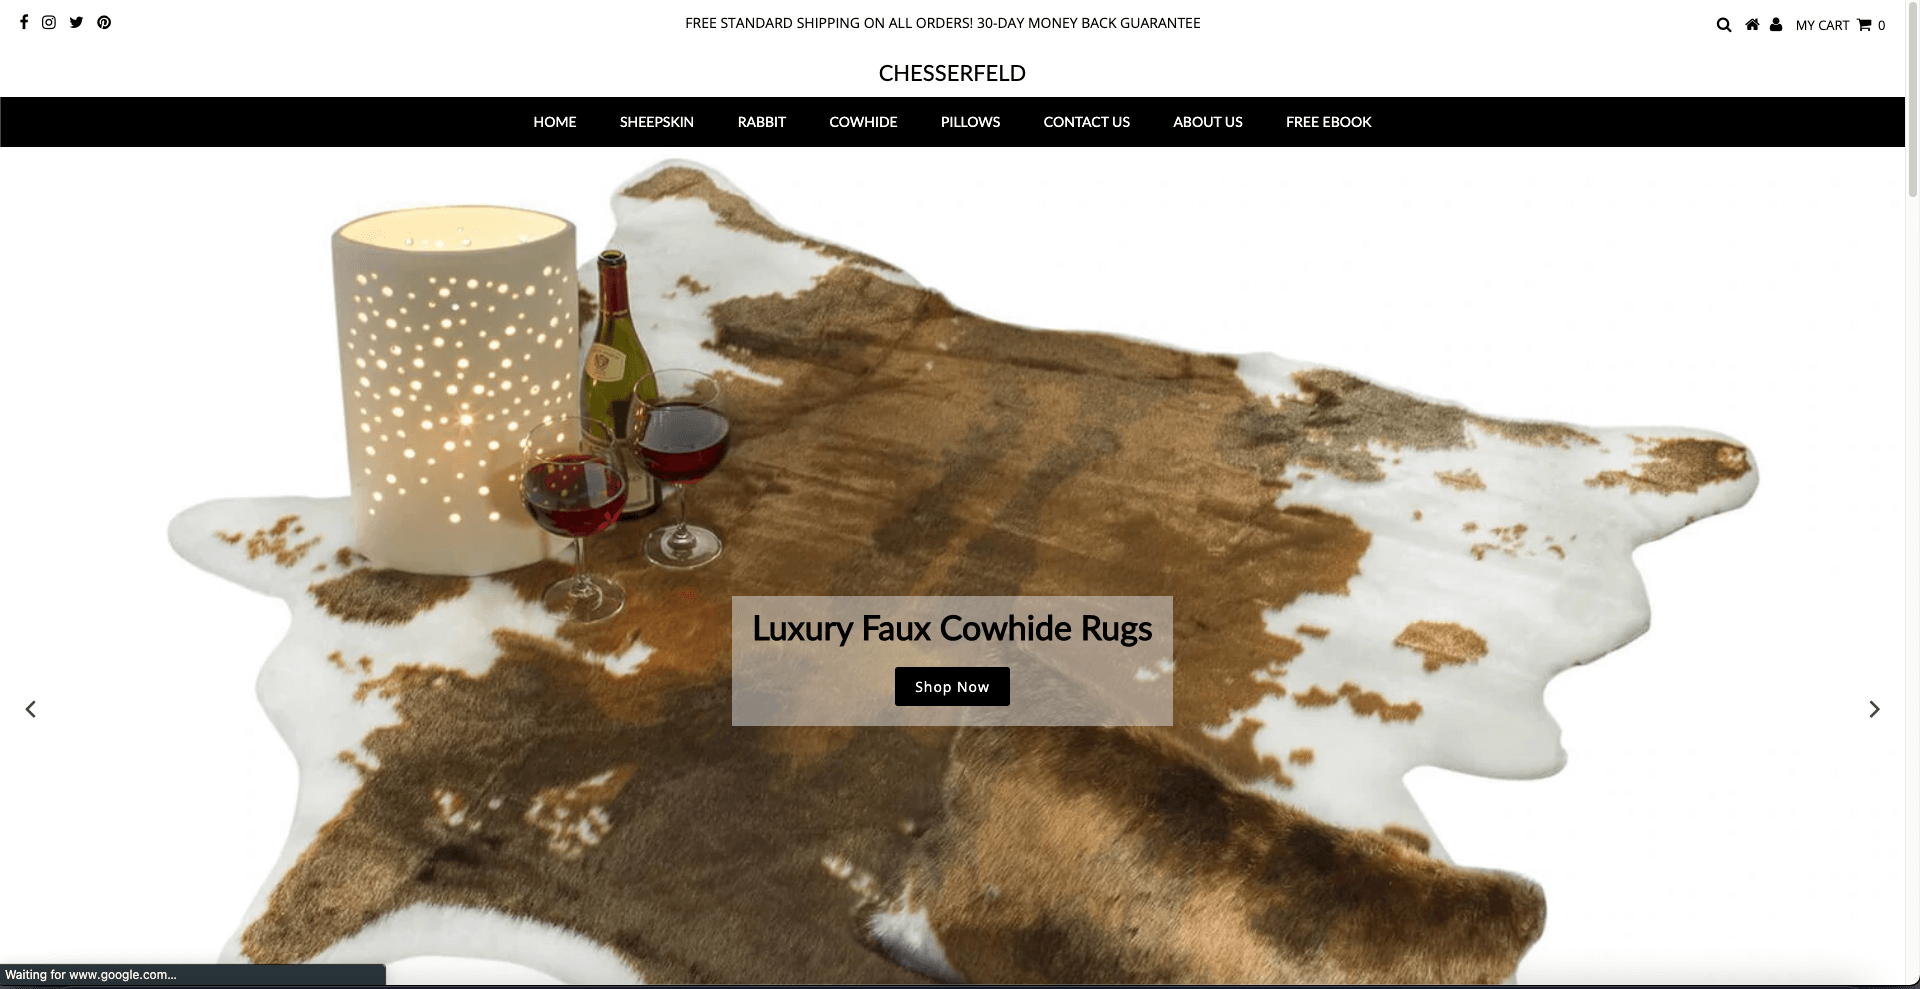 FREE STANDARD SHIPPING ON ALL ORDERS! 30-DAY MONEY BACK GUARANTEE
MY CART 0
CHESSERFELD
HOME SHEEPSKIN RABBIT COWHIDE PILLOWS CONTACT US ABOUT US FREE EBOOK
Luxury Faux Cowhide Rugs
Shop Now
Waiting for www.google.com...